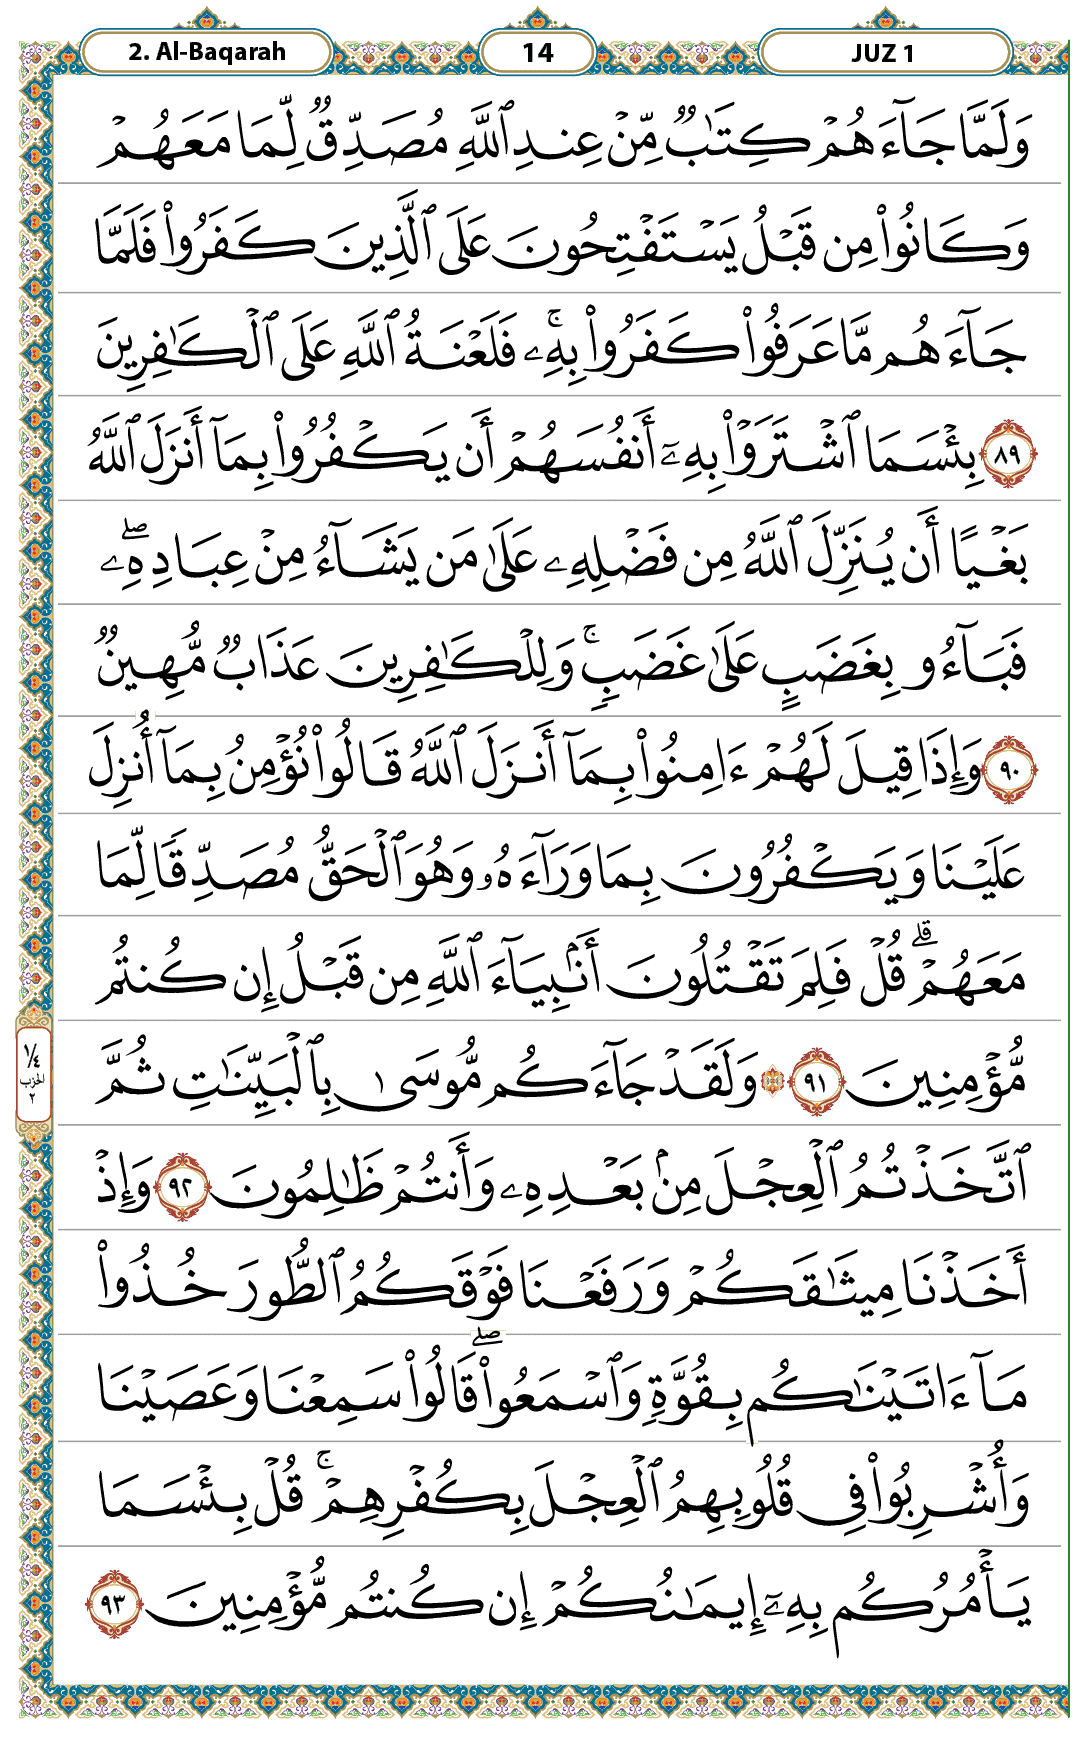 2. Al-Baqarah
14
JUZ 1
وَلَمَّا جَآءَهُمْ كِتَٰبٌ مِّنْ عِندِ ٱللَّهِ مُصَدِّقٌ لِّمَا مَعَهُمْ
وَكَانُوا۟ مِن قَبْلُ يَسْتَفْتِحُونَ عَلَى ٱلَّذِينَ كَفَرُوا۟ فَلَمَّا
جَآءَهُم مَّا عَرَفُوا۟ كَفَرُوا۟ بِهِۦ ۚ فَلَعْنَةُ ٱللَّهِ عَلَى ٱلْكَٰفِرِينَ
٨٩ بِئْسَمَا ٱشْتَرَوْا۟ بِهِۦٓ أَنفُسَهُمْ أَن يَكْفُرُوا۟ بِمَآ أَنزَلَ ٱللَّهُ
بَغْيًا أَن يُنَزِّلَ ٱللَّهُ مِن فَضْلِهِۦ عَلَىٰ مَن يَشَآءُ مِنْ عِبَادِهِۦ ۖ
فَبَآءُو بِغَضَبٍ عَلَىٰ غَضَبٍ ۚ وَلِلْكَٰفِرِينَ عَذَابٌ مُّهِينٌ
٩٠ وَإِذَا قِيلَ لَهُمْ ءَامِنُوا۟ بِمَآ أَنزَلَ ٱللَّهُ قَالُوا۟ نُؤْمِنُ بِمَآ أُنزِلَ
عَلَيْنَا وَيَكْفُرُونَ بِمَا وَرَآءَهُۥ وَهُوَ ٱلْحَقُّ مُصَدِّقًا لِّمَا
مَعَهُمْ ۗ قُلْ فَلِمَ تَقْتُلُونَ أَنۢبِيَآءَ ٱللَّهِ مِن قَبْلُ إِن كُنتُم
مُّؤْمِنِينَ ٩١ ۞ وَلَقَدْ جَآءَكُم مُّوسَىٰ بِٱلْبَيِّنَٰتِ ثُمَّ
ٱتَّخَذْتُمُ ٱلْعِجْلَ مِنۢ بَعْدِهِۦ وَأَنتُمْ ظَٰلِمُونَ ٩٢ وَإِذْ
أَخَذْنَا مِيثَٰقَكُمْ وَرَفَعْنَا فَوْقَكُمُ ٱلطُّورَ خُذُوا۟
مَآ ءَاتَيْنَٰكُم بِقُوَّةٍ وَٱسْمَعُوا۟ ۖ قَالُوا۟ سَمِعْنَا وَعَصَيْنَا
وَأُشْرِبُوا۟ فِى قُلُوبِهِمُ ٱلْعِجْلَ بِكُفْرِهِمْ ۚ قُلْ بِئْسَمَا
يَأْمُرُكُم بِهِۦٓ إِيمَٰنُكُمْ إِن كُنتُم مُّؤْمِنِينَ ٩٣
١/٤
الحزب
٢